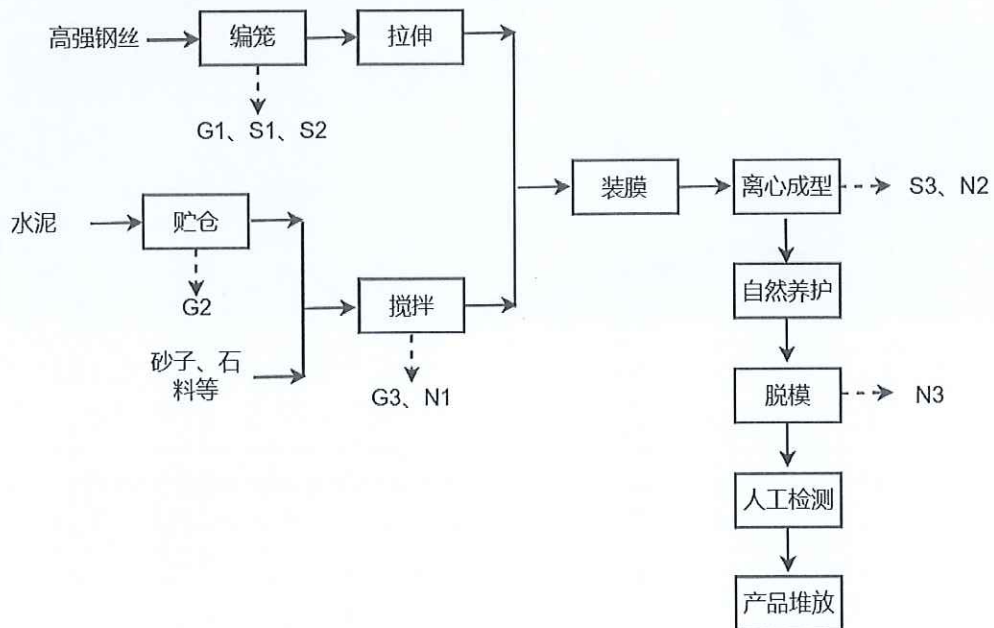 高强钢丝
编笼
拉伸
G1、S1、S2
水泥
贮仓
G2
砂子、石
料等
搅拌
G3、N1
装膜
离心成型
S3、N2
自然养护
脱模
N3
人工检测
产品堆放